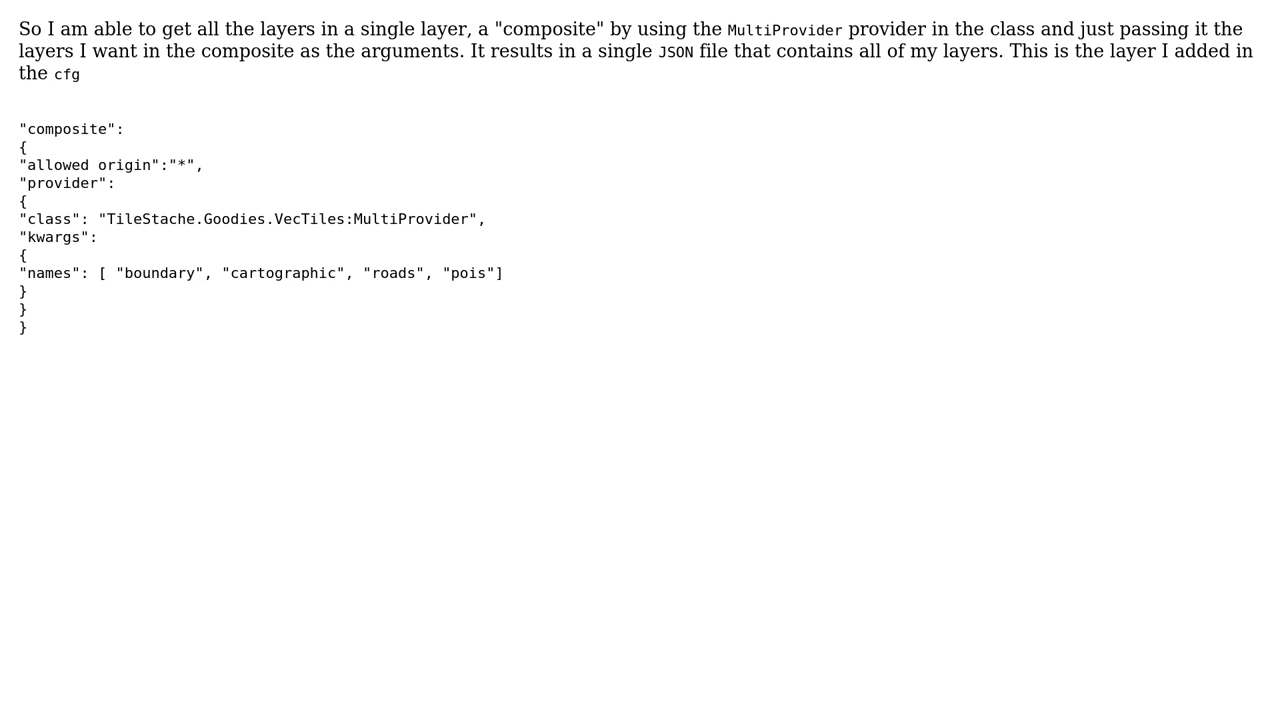 So I am able to get all the layers in a single layer, a "composite" by using the MultiProvider provider in the class and just passing it the
layers I want in the composite as the arguments. It results in a single JSON file that contains all of my layers. This is the layer I added in
the cfg
"composite":
{
"allowed origin":"*",
"provider":
{
"class": "TileStache.Goodies.VecTiles:MultiProvider",
"kwargs":
{
"names": [ "boundary", "cartographic", "roads", "pois"]
}
}
}